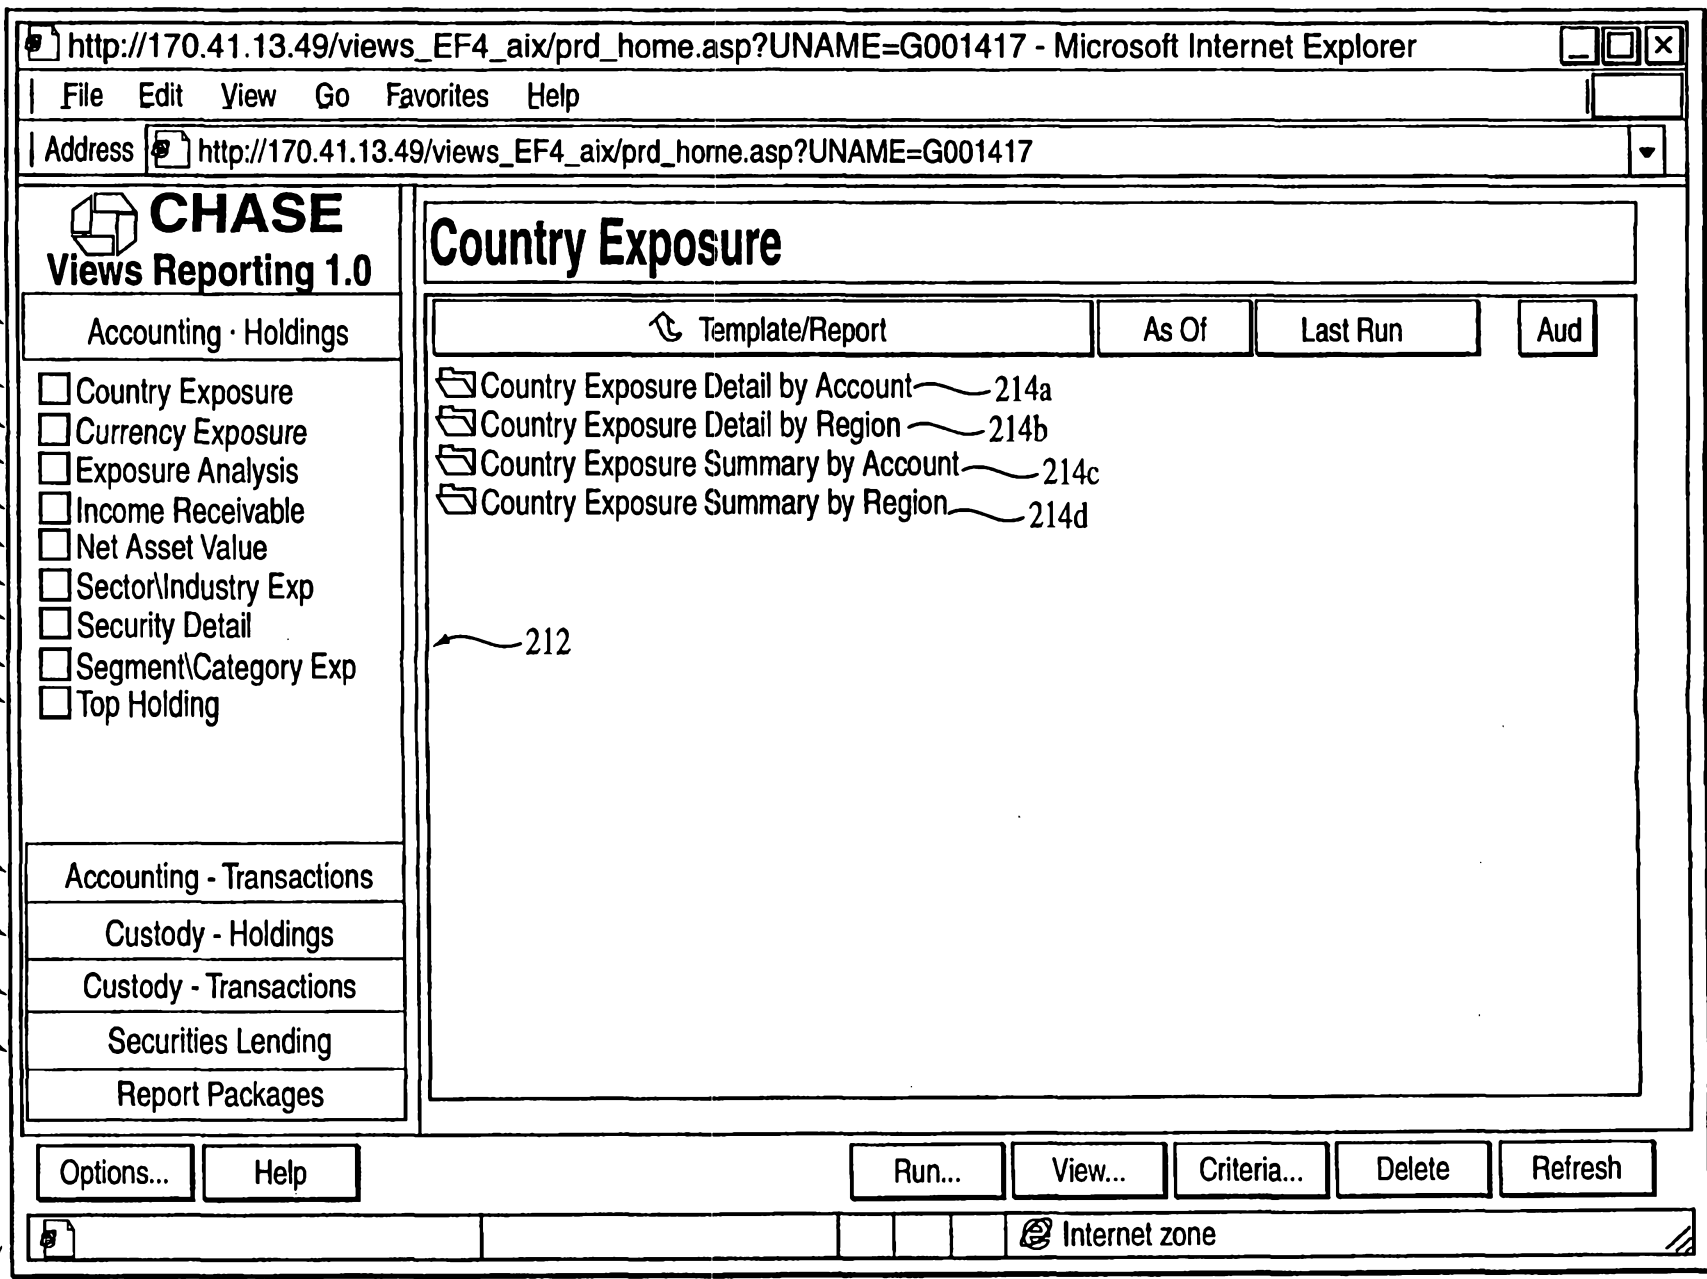 http://170.41.13.49/views_EF4_aix/prd_home.asp?UNAME=G001417 - Microsoft Internet Explorer
File Edit View Go Favorites Help
Address http://170.41.13.49/views_EF4_aix/prd_home.asp?UNAME=G001417
CHASE
Views Reporting 1.0
Accounting · Holdings
Country Exposure
Currency Exposure
Exposure Analysis
Income Receivable
Net Asset Value
Sector\Industry Exp
Security Detail
Segment\Category Exp
Top Holding
Accounting - Transactions
Custody - Holdings
Custody - Transactions
Securities Lending
Report Packages
Country Exposure
Template/Report As Of Last Run Aud
Country Exposure Detail by Account 214a
Country Exposure Detail by Region 214b
Country Exposure Summary by Account 214c
Country Exposure Summary by Region 214d
212
Options... Help Run... View... Criteria... Delete Refresh
Internet zone